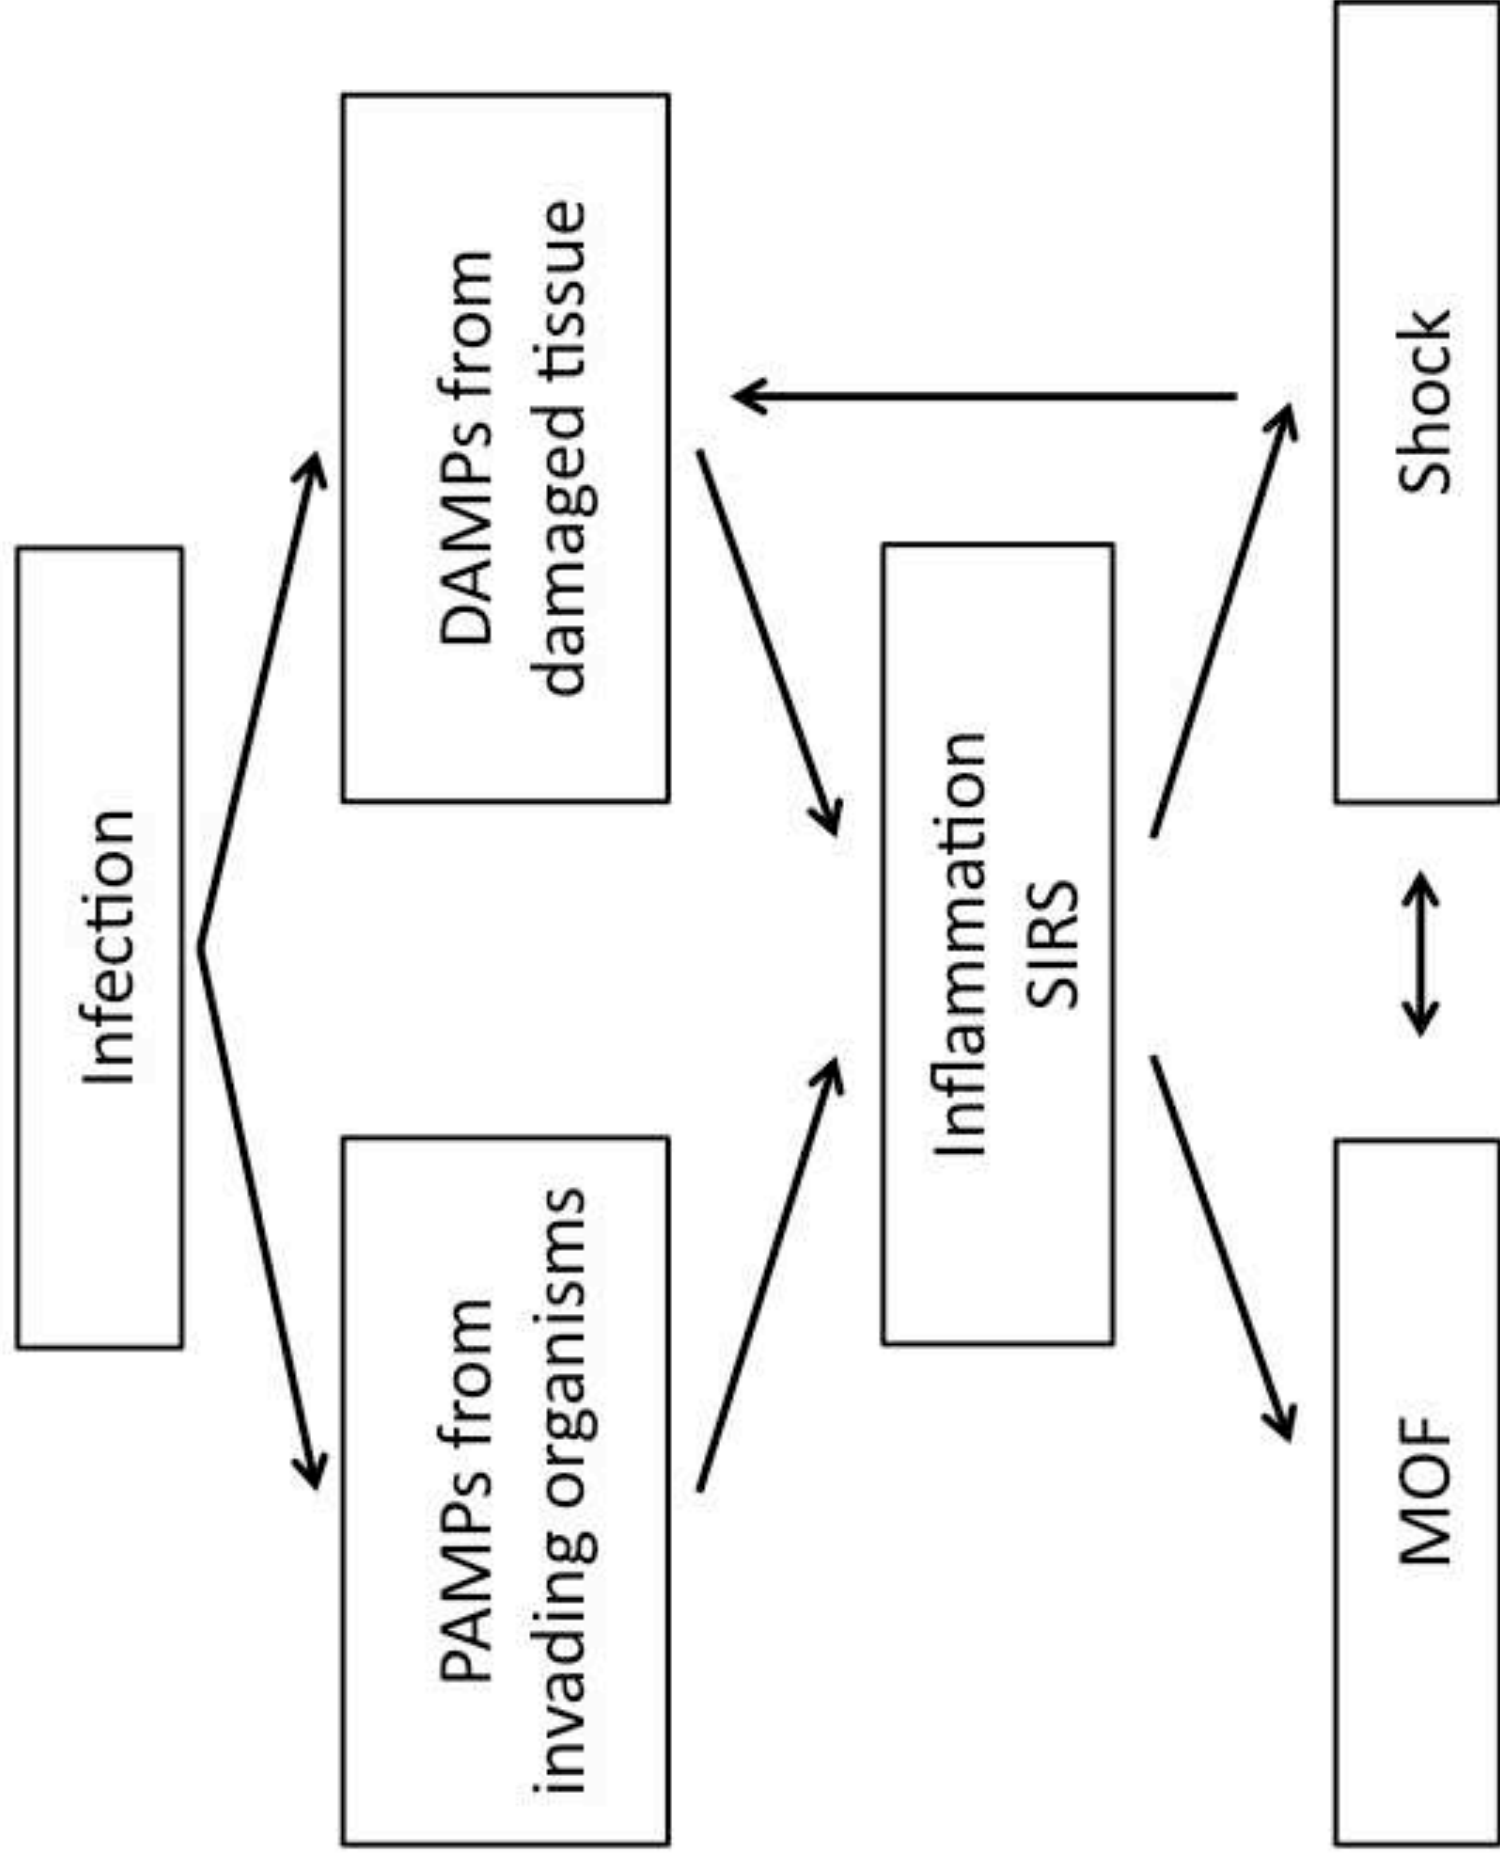 Infection
PAMPs from
invading organisms
DAMPs from
damaged tissue
Inflammation
SIRS
MOF
Shock